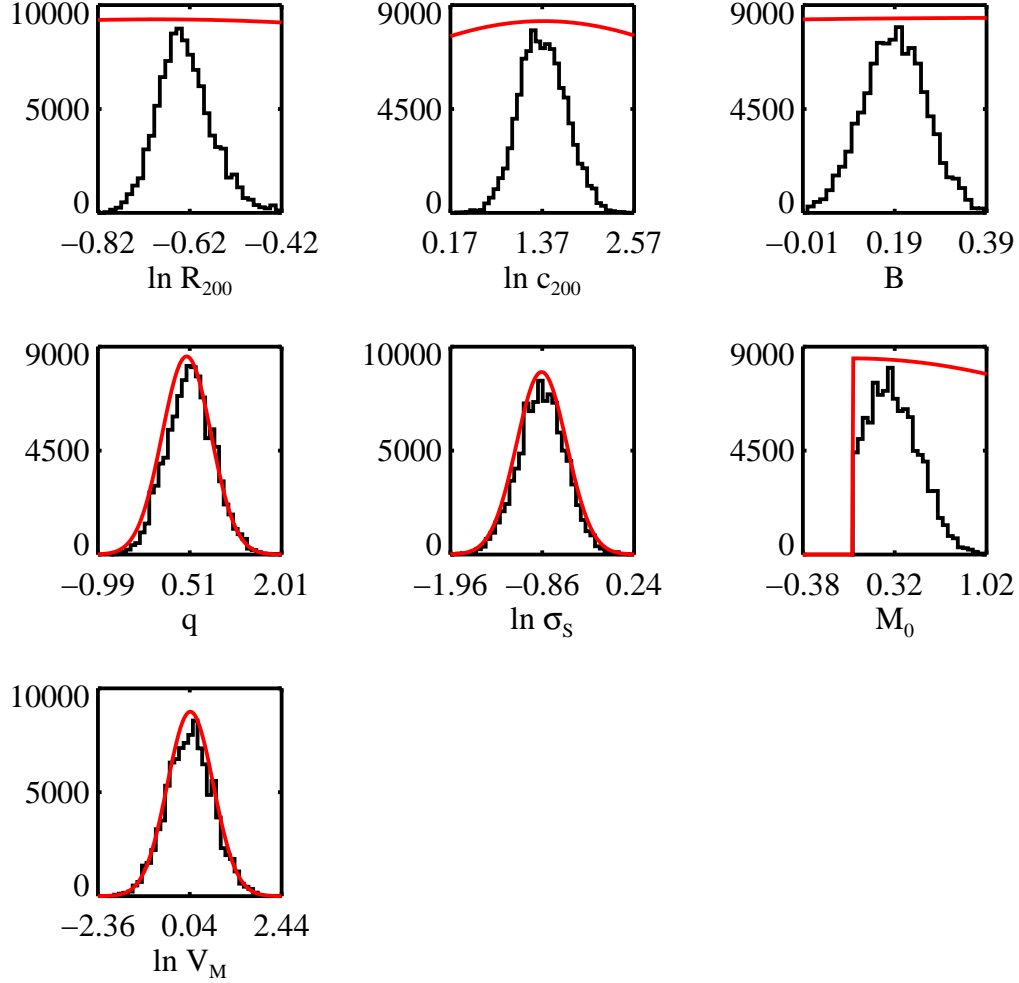 10000 9000 9000
5000 4500 4500
0 0 0
−0.82 −0.62 −0.42 0.17 1.37 2.57 −0.01 0.19 0.39
ln R₂₀₀ ln c₂₀₀ B
9000 10000 9000
4500 5000 4500
0 0 0
−0.99 0.51 2.01 −1.96 −0.86 0.24 −0.38 0.32 1.02
q ln σ_S M₀
10000
5000
0
−2.36 0.04 2.44
ln V_M